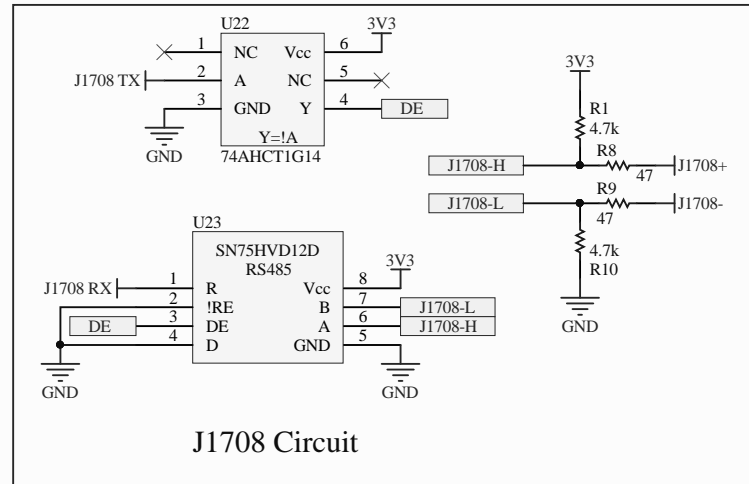 U22
3V3
1 NC Vcc 6
J1708 TX 2 A NC 5
3 GND Y 4 DE
GND
Y=!A
74AHCT1G14
3V3
R1
4.7k
J1708-H R8 J1708+
47
J1708-L R9 J1708-
47
4.7k
R10
GND
U23
SN75HVD12D
RS485
3V3
J1708 RX 1 R Vcc 8
2 !RE B 7 J1708-L
DE 3 DE A 6 J1708-H
4 D GND 5
GND
GND
J1708 Circuit